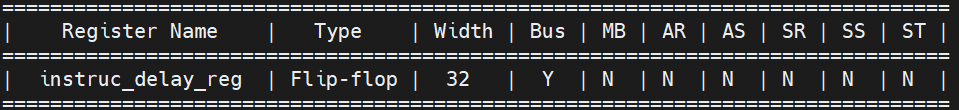 ===============================================================================
|    Register Name    |   Type    | Width | Bus | MB | AR | AS | SR | SS | ST |
===============================================================================
|  instruc_delay_reg  | Flip-flop |  32   |  Y  | N  | N  | N  | N  | N  | N  |
===============================================================================